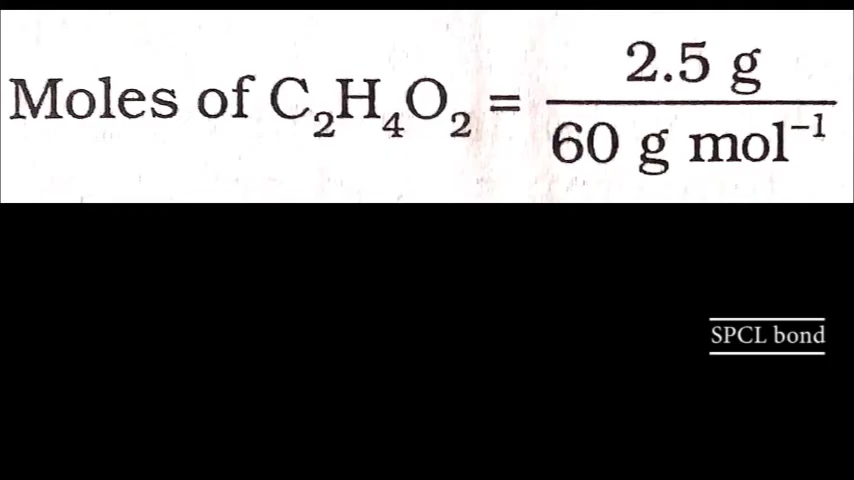 Moles of C₂H₄O₂ = 2.5 g / 60 g mol⁻¹
SPCL bond